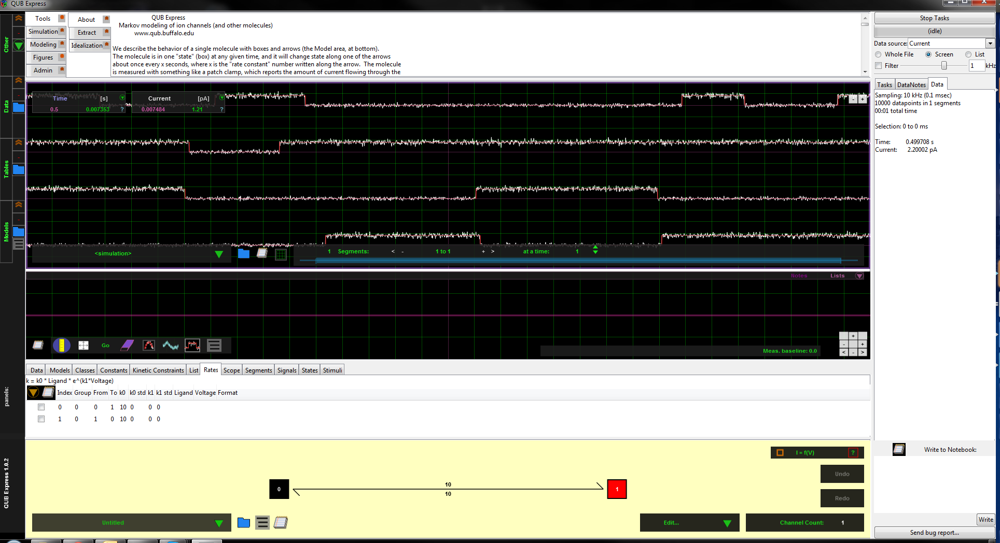 QUB Express
Other
Data
Tables
Models
panels:
QUB Express 1.0.2
Tools
Simulation
Modeling
Figures
Admin
About
Extract
Idealization
QUB Express
Markov modeling of ion channels (and other molecules)
www.qub.buffalo.edu
We describe the behavior of a single molecule with boxes and arrows (the Model area, at bottom).
The molecule is in one "state" (box) at any given time, and it will change state along one of the arrows
about once every x seconds, where x is the "rate constant" number written along the arrow.  The molecule
is measured with something like a patch clamp, which reports the amount of current flowing through the
Time [s]
0.5 0.007353 ?
Current [pA]
0.007484 1.21 ?
- +
<simulation>
1 Segments: < - 1 to 1 + > at a time: 1
Notes Lists
Go
Meas. baseline: 0.0
+
- +
< - >
Data Models Classes Constants Kinetic Constraints List Rates Scope Segments Signals States Stimuli
k = k0 * Ligand * e^(k1*Voltage)
Index Group From To k0 k0 std k1 k1 std Ligand Voltage Format
0 0 0 1 10 0 0 0
1 0 1 0 10 0 0 0
I = f(V) ?
Undo
Redo
0
10
10
1
Untitled
Edit...
Channel Count: 1
Stop Tasks
(idle)
Data source: Current
Whole File Screen List
Filter 1 kHz
Tasks DataNotes Data
Sampling: 10 kHz (0.1 msec)
10000 datapoints in 1 segments
00:01 total time
Selection: 0 to 0 ms
Time: 0.499708 s
Current: 2.20002 pA
Write to Notebook:
Write
Send bug report...